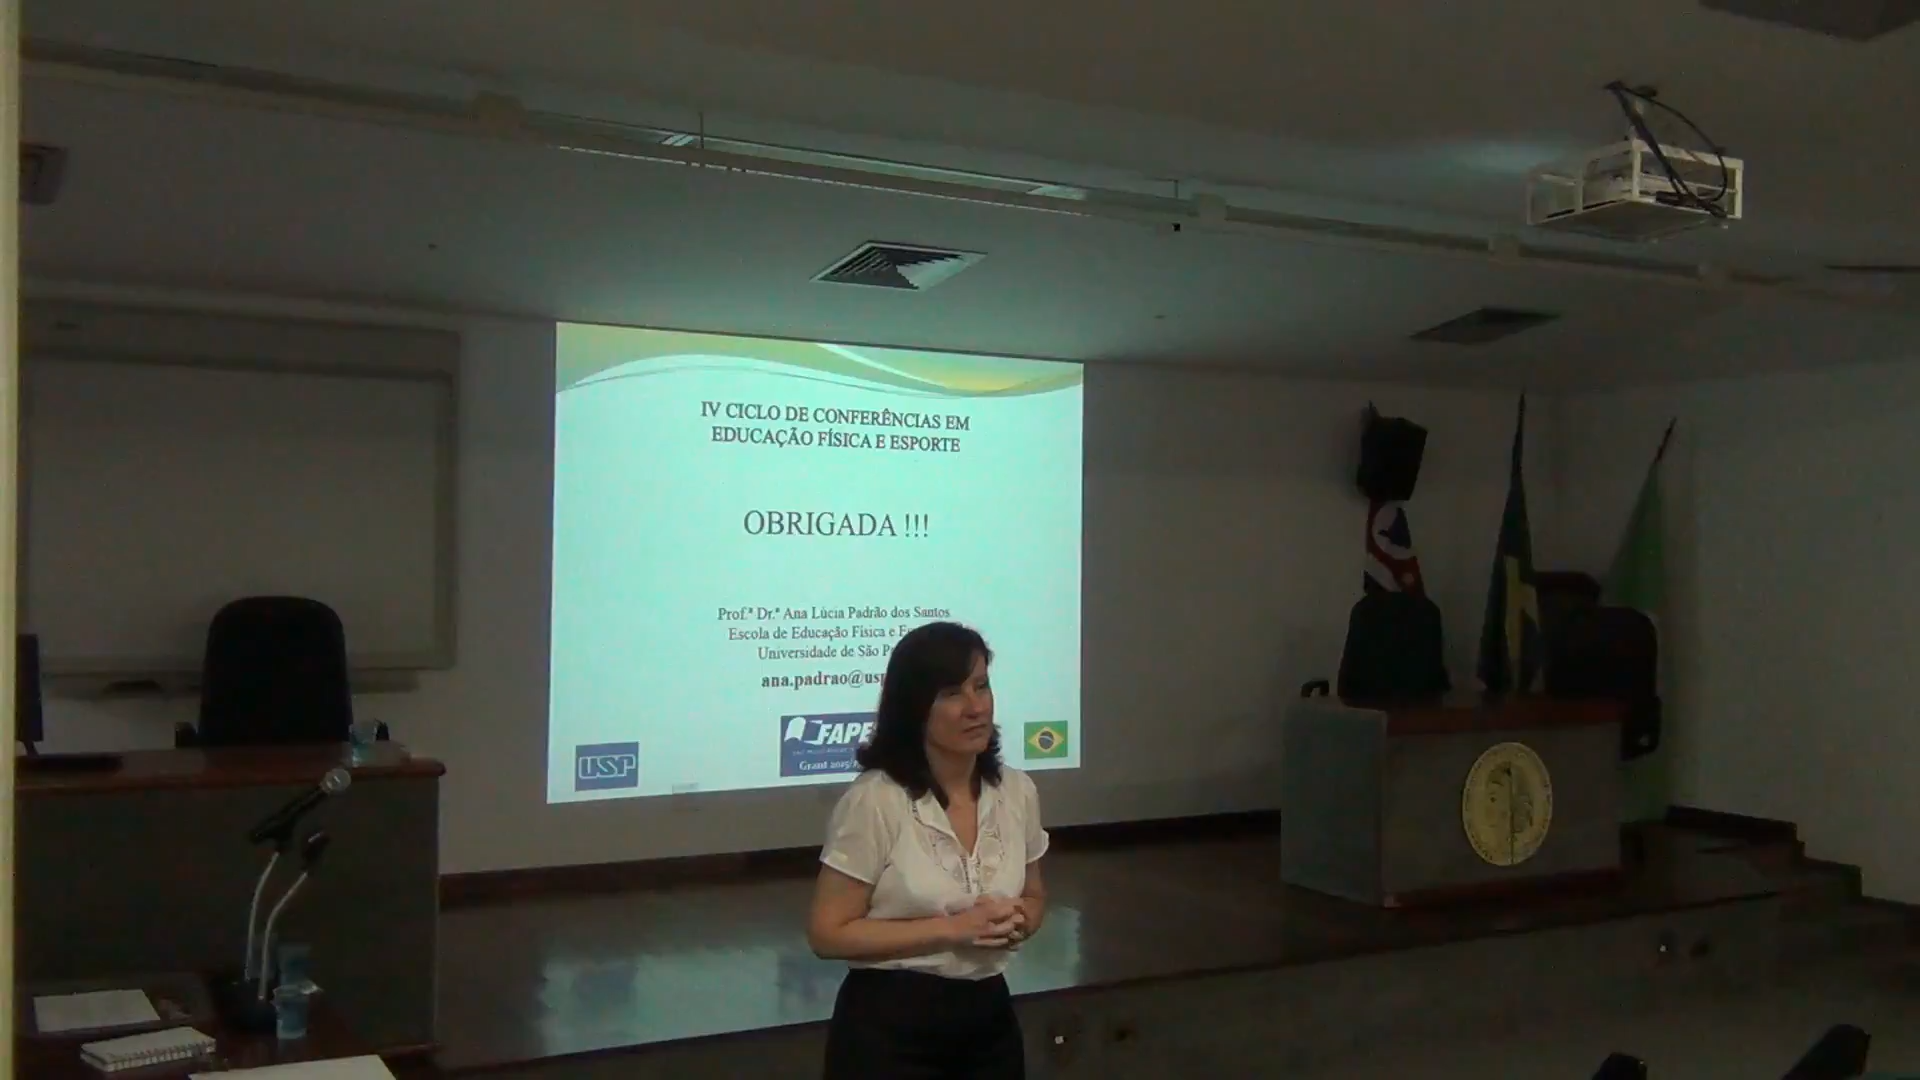 IV CICLO DE CONFERÊNCIAS EM
EDUCAÇÃO FÍSICA E ESPORTE
OBRIGADA !!!
Prof.ª Dr.ª Ana Lúcia Padrão dos Santos
Escola de Educação Física e
Universidade de São
ana.padrao@usp
FAPE
Grant
USP